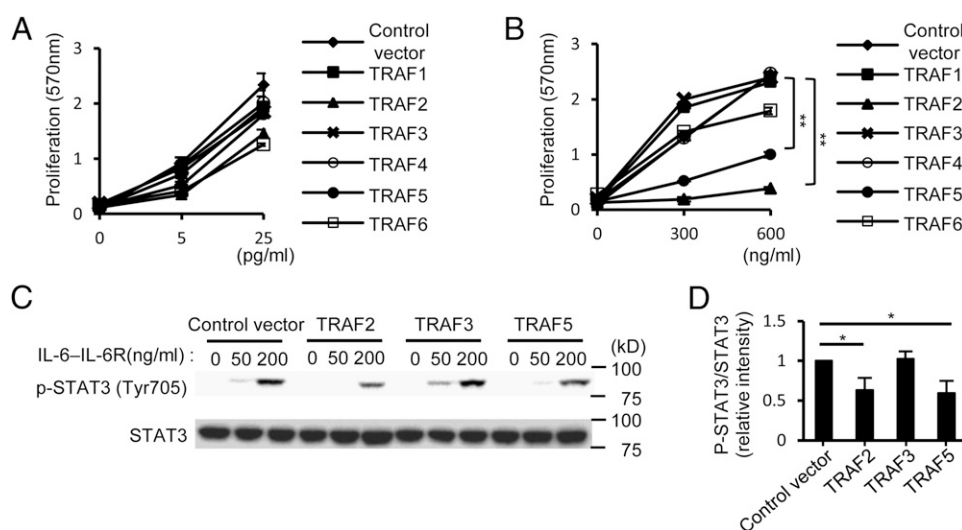 A
Proliferation (570nm)
3
2
1
0
0 5 25
(pg/ml)
Control
vector
TRAF1
TRAF2
TRAF3
TRAF4
TRAF5
TRAF6
B
Proliferation (570nm)
3
2
1
0
0 300 600
(ng/ml)
**
**
Control
vector
TRAF1
TRAF2
TRAF3
TRAF4
TRAF5
TRAF6
C
Control vector TRAF2 TRAF3 TRAF5
IL-6–IL-6R(ng/ml) : 0 50 200 0 50 200 0 50 200 0 50 200 (kD)
100
p-STAT3 (Tyr705)
75
100
STAT3
75
D
P-STAT3/STAT3
(relative intensity)
1.5
1
0.5
0
*
*
Control vector
TRAF2
TRAF3
TRAF5